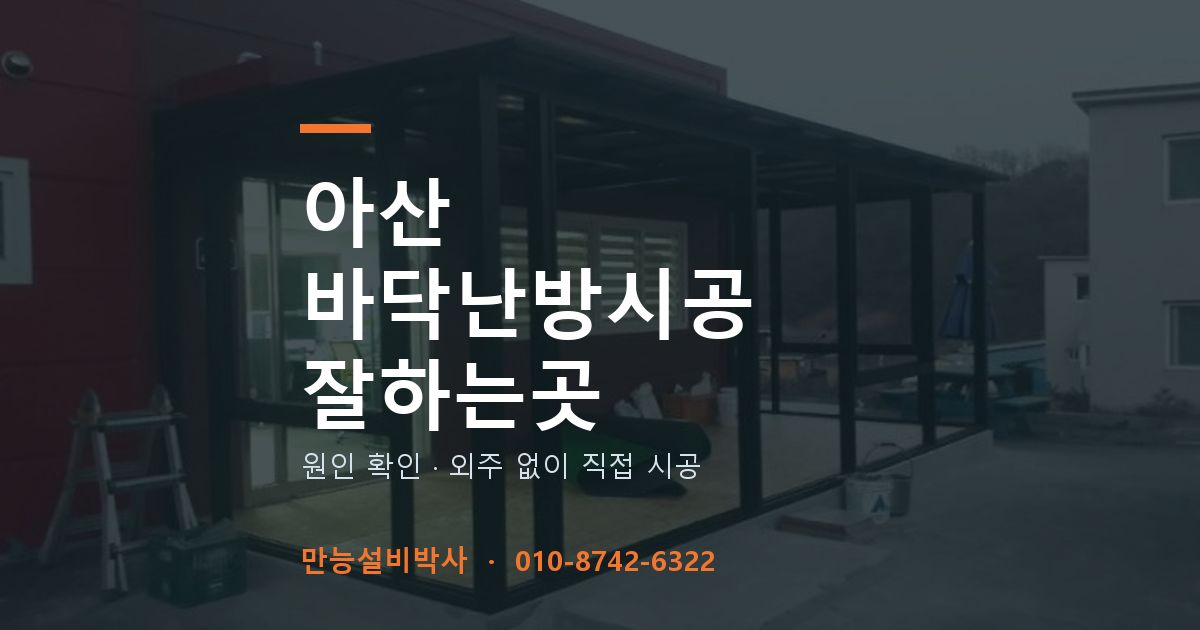 아산
바닥난방시공
잘하는곳
원인 확인 · 외주 없이 직접 시공
만능설비박사 · 010-8742-6322